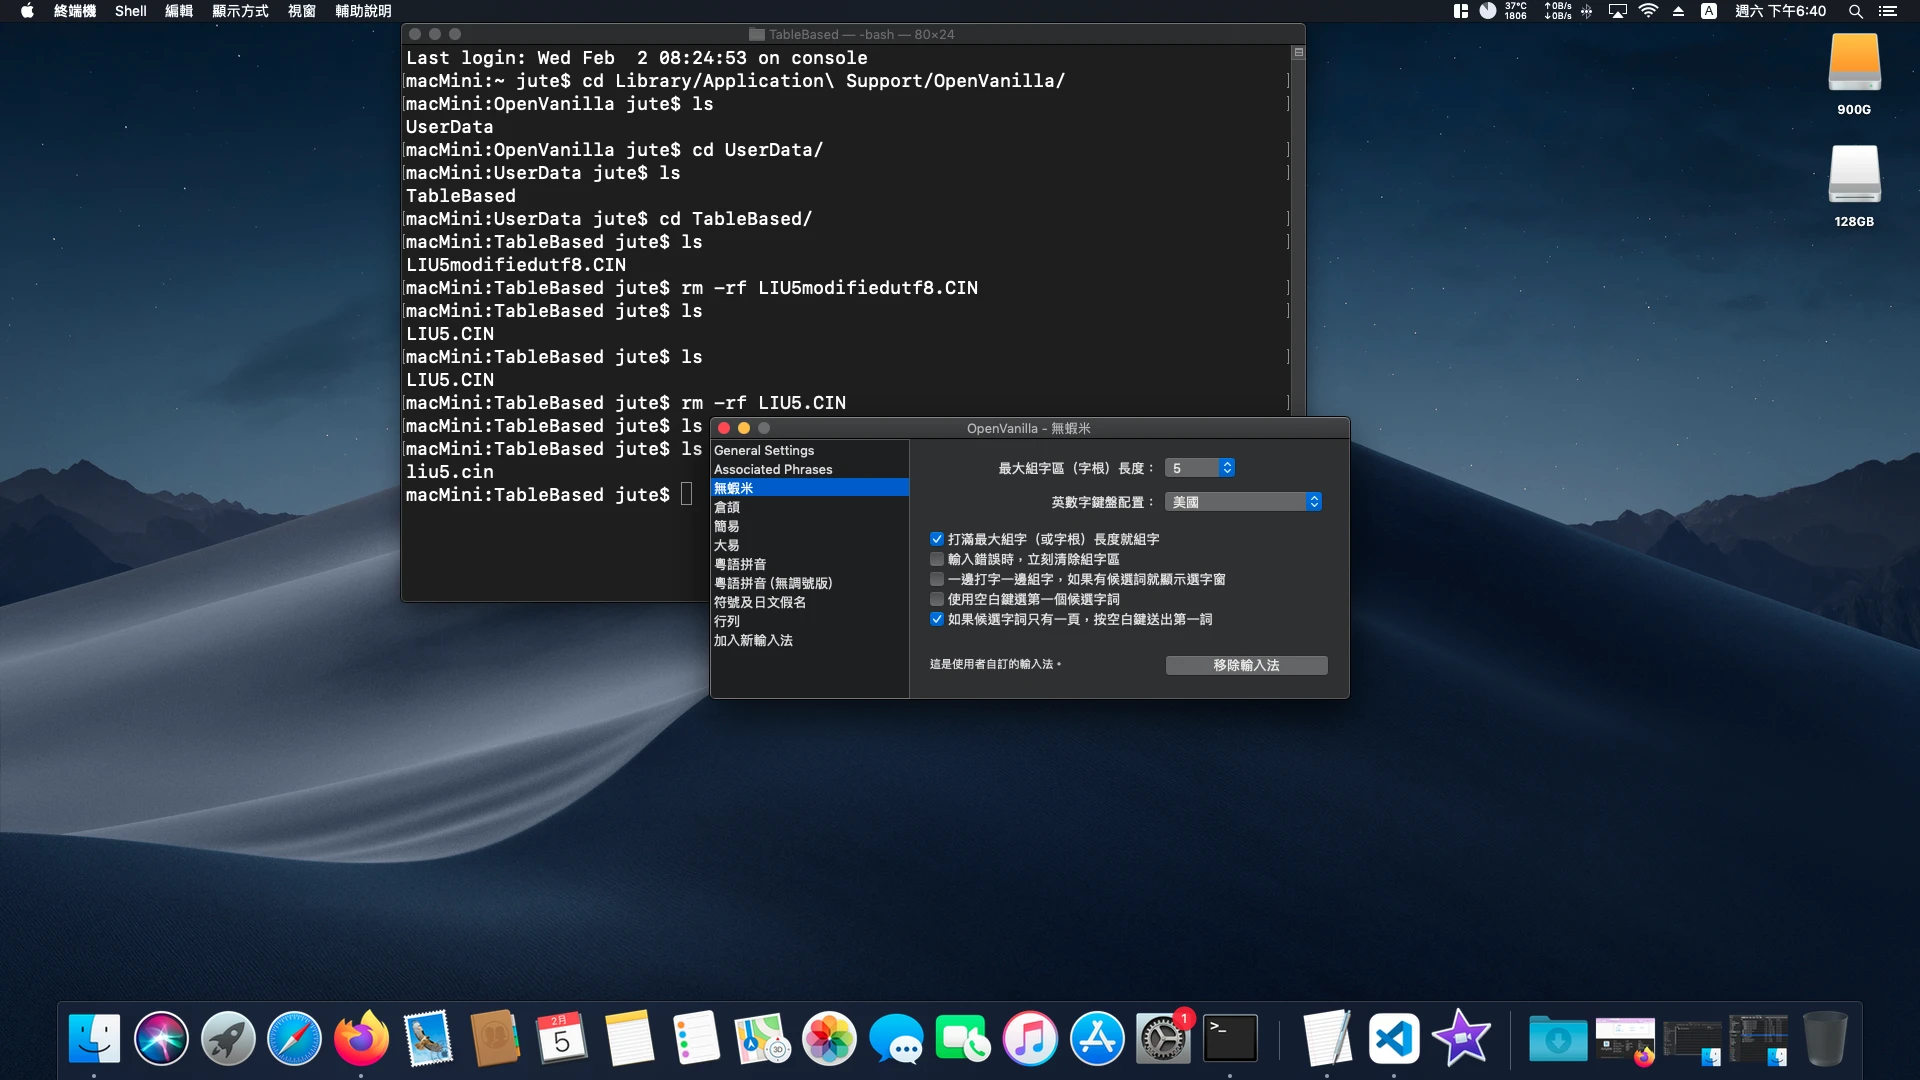 終端機 Shell 編輯 顯示方式 視窗 輔助說明
37°C 1806 ↑0B/s ↓0B/s A 週六 下午6:40
TableBased — -bash — 80×24
Last login: Wed Feb  2 08:24:53 on console
[macMini:~ jute$ cd Library/Application\ Support/OpenVanilla/ ]
[macMini:OpenVanilla jute$ ls ]
UserData
[macMini:OpenVanilla jute$ cd UserData/ ]
[macMini:UserData jute$ ls ]
TableBased
[macMini:UserData jute$ cd TableBased/ ]
[macMini:TableBased jute$ ls ]
LIU5modifiedutf8.CIN
[macMini:TableBased jute$ rm -rf LIU5modifiedutf8.CIN ]
[macMini:TableBased jute$ ls ]
LIU5.CIN
[macMini:TableBased jute$ ls ]
LIU5.CIN
[macMini:TableBased jute$ rm -rf LIU5.CIN ]
[macMini:TableBased jute$ ls
[macMini:TableBased jute$ ls
liu5.cin
macMini:TableBased jute$
OpenVanilla - 無蝦米
General Settings
Associated Phrases
無蝦米
倉頡
簡易
大易
粵語拼音
粵語拼音 (無調號版)
符號及日文假名
行列
加入新輸入法
最大組字區（字根）長度： 5
英數字鍵盤配置： 美國
打滿最大組字（或字根）長度就組字
輸入錯誤時，立刻清除組字區
一邊打字一邊組字，如果有候選詞就顯示選字窗
使用空白鍵選第一個候選字詞
如果候選字詞只有一頁，按空白鍵送出第一詞
這是使用者自訂的輸入法。 移除輸入法
900G
128GB
2月
5
3D
1
>_